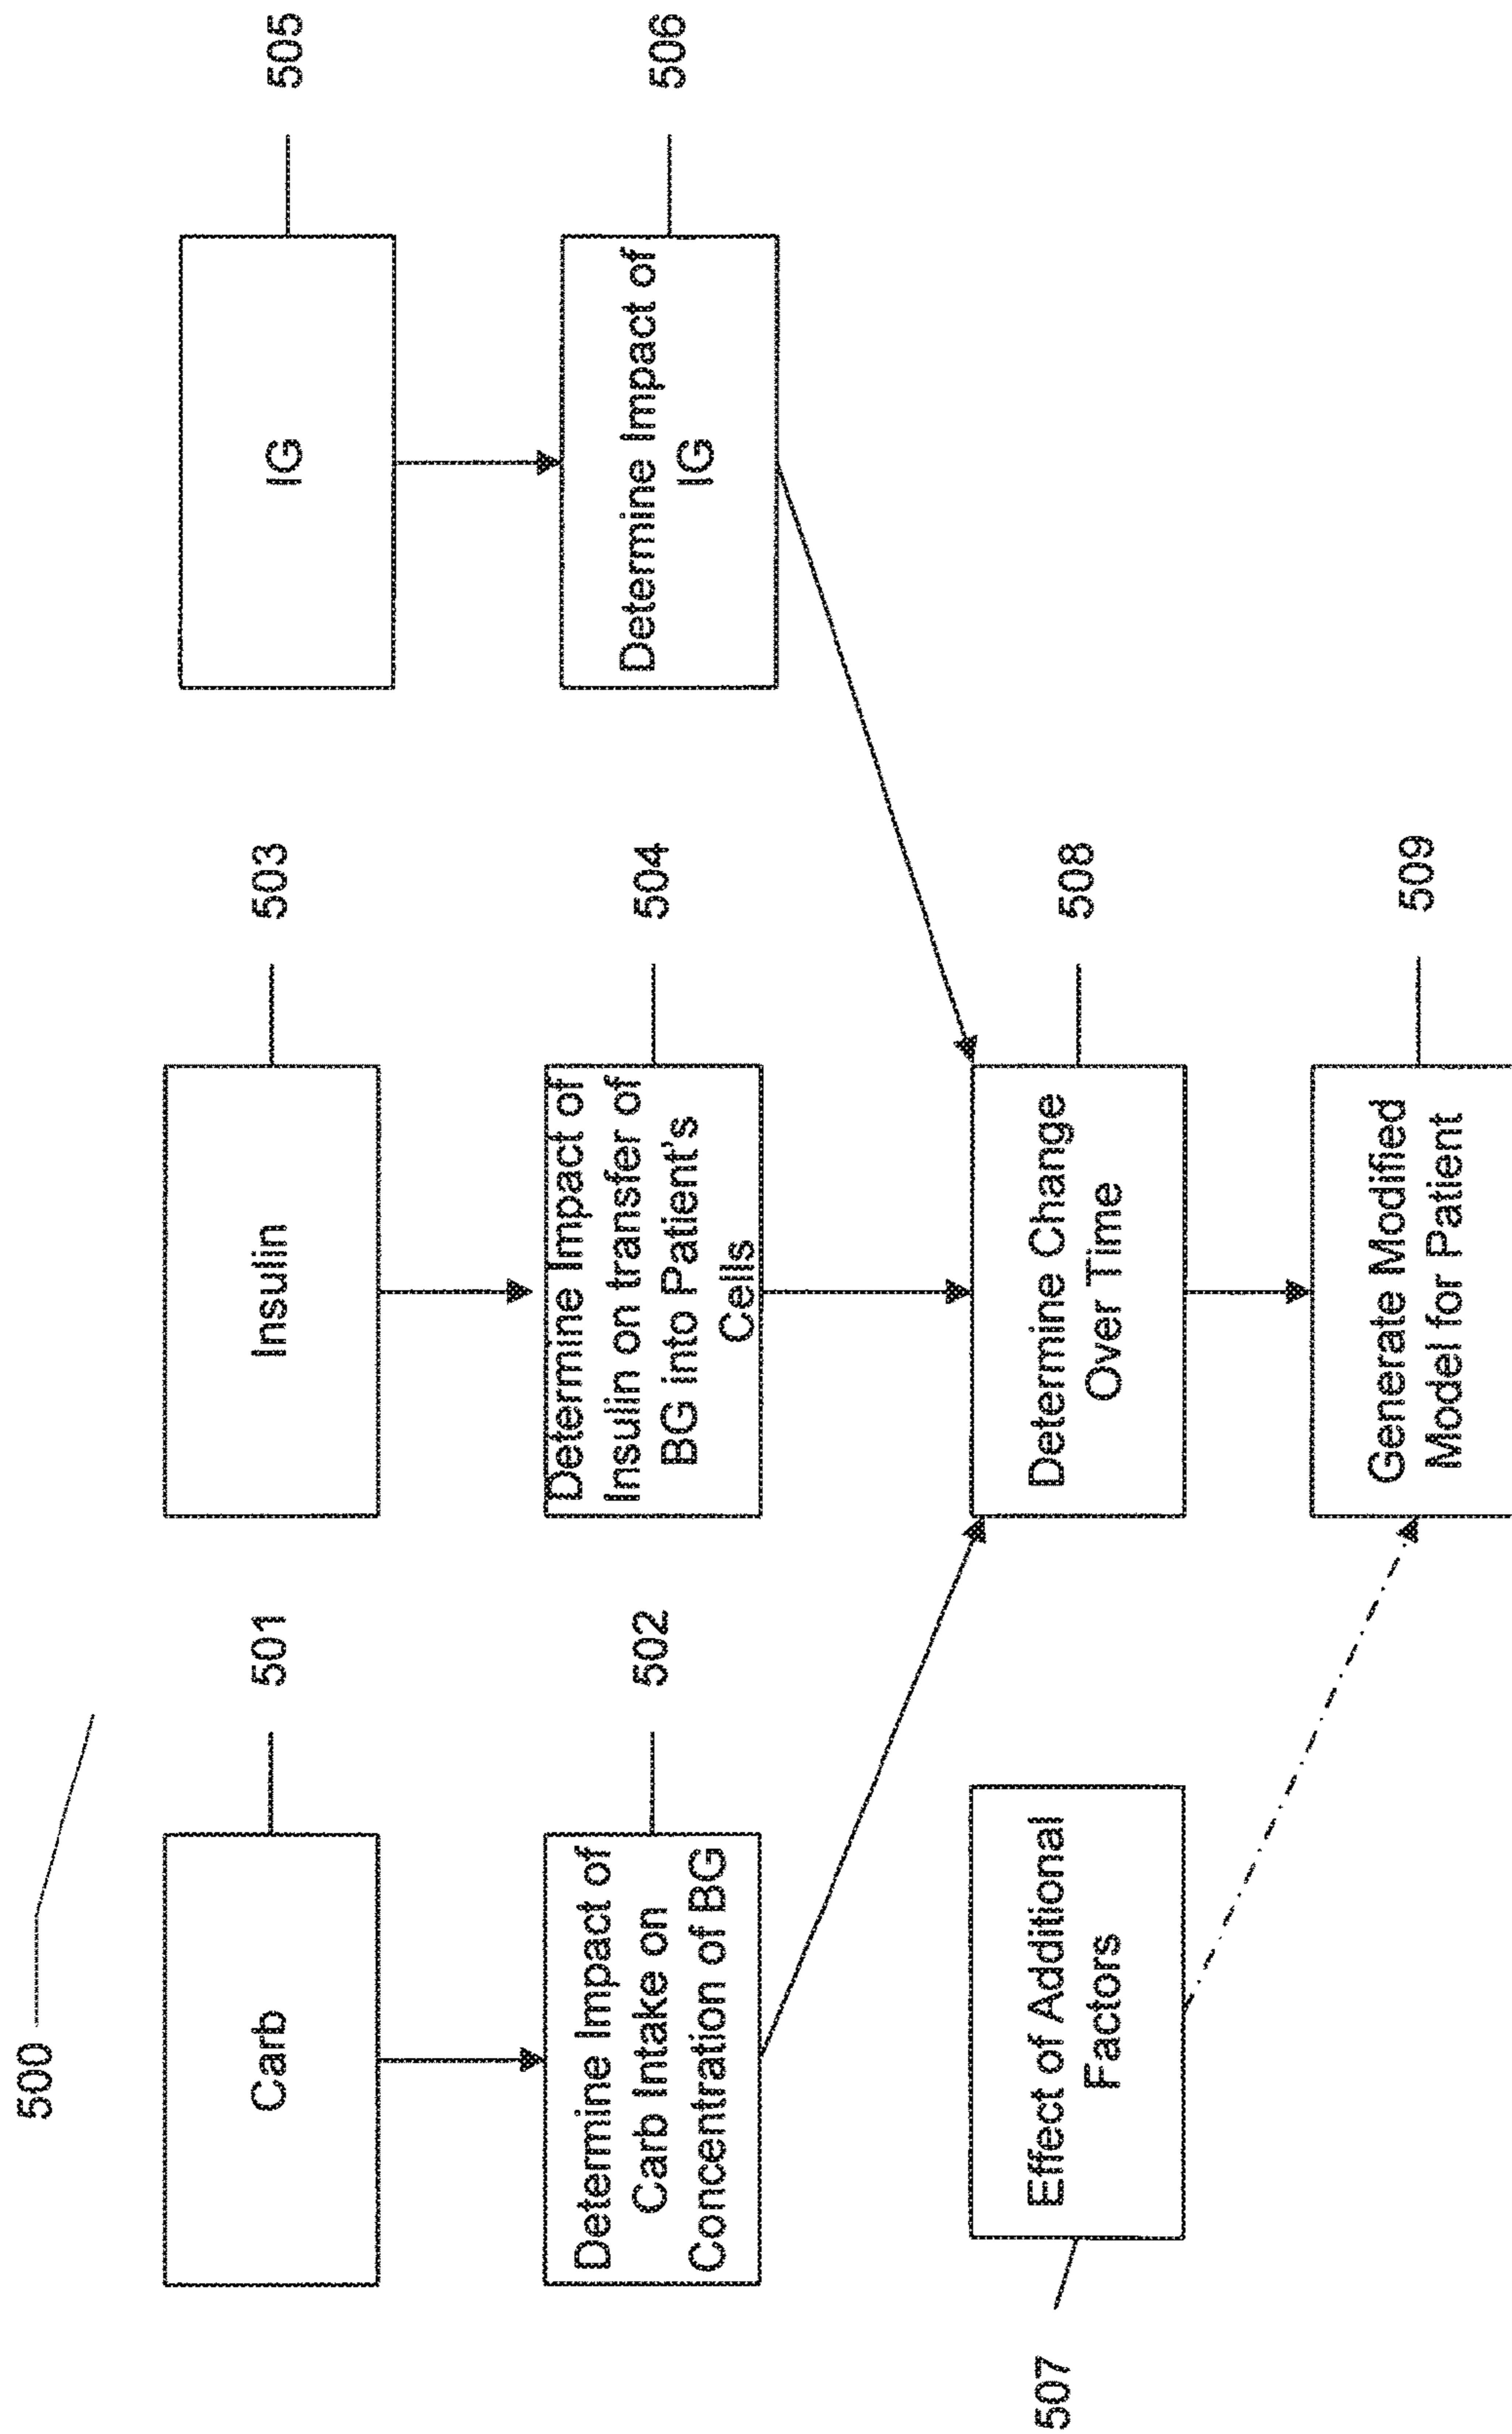 500
Carb
501
Insulin
503
IG
505
Determine Impact of
Carb Intake on
Concentration of BG
502
Determine Impact of
Insulin on transfer of
BG into Patient's
Cells
504
Determine Impact of
IG
506
507
Effect of Additional
Factors
Determine Change
Over Time
508
Generate Modified
Model for Patient
509